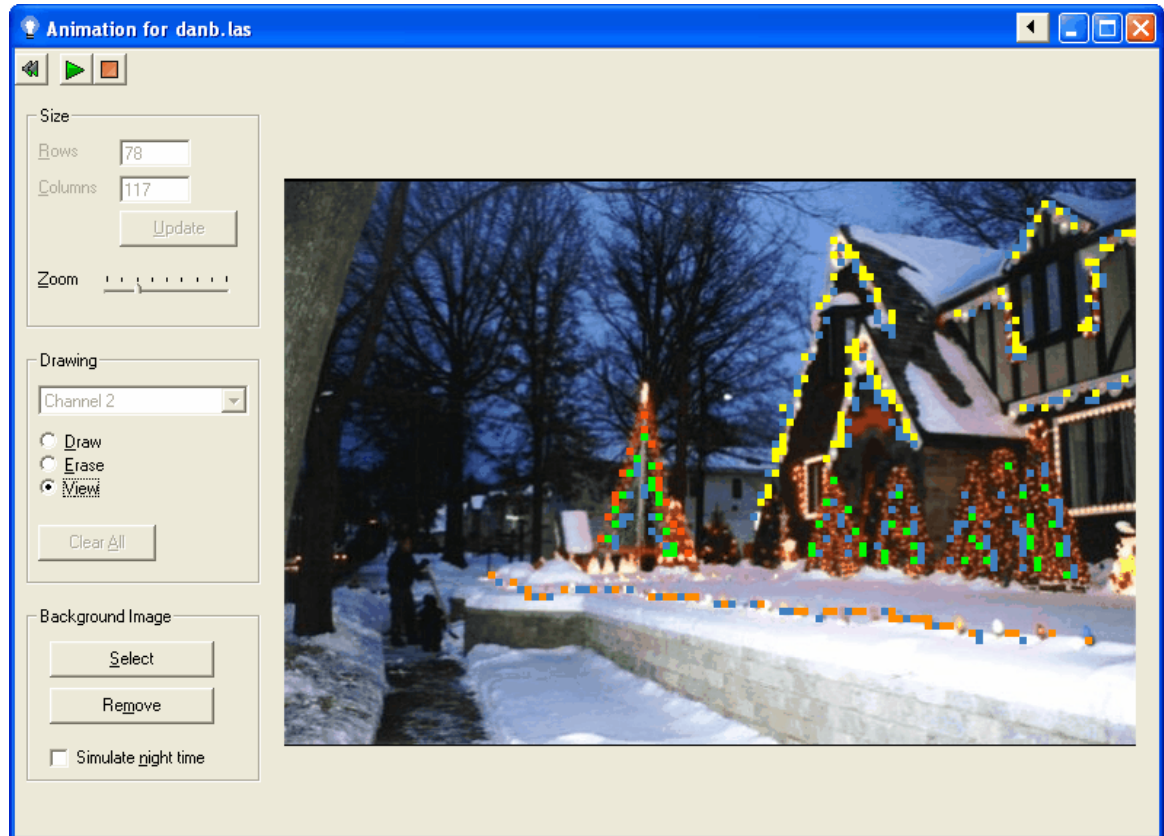 Animation for danb.las
Size
Rows 78
Columns 117
Update
Zoom
Drawing
Channel 2
Draw
Erase
View
Clear All
Background Image
Select
Remove
Simulate night time